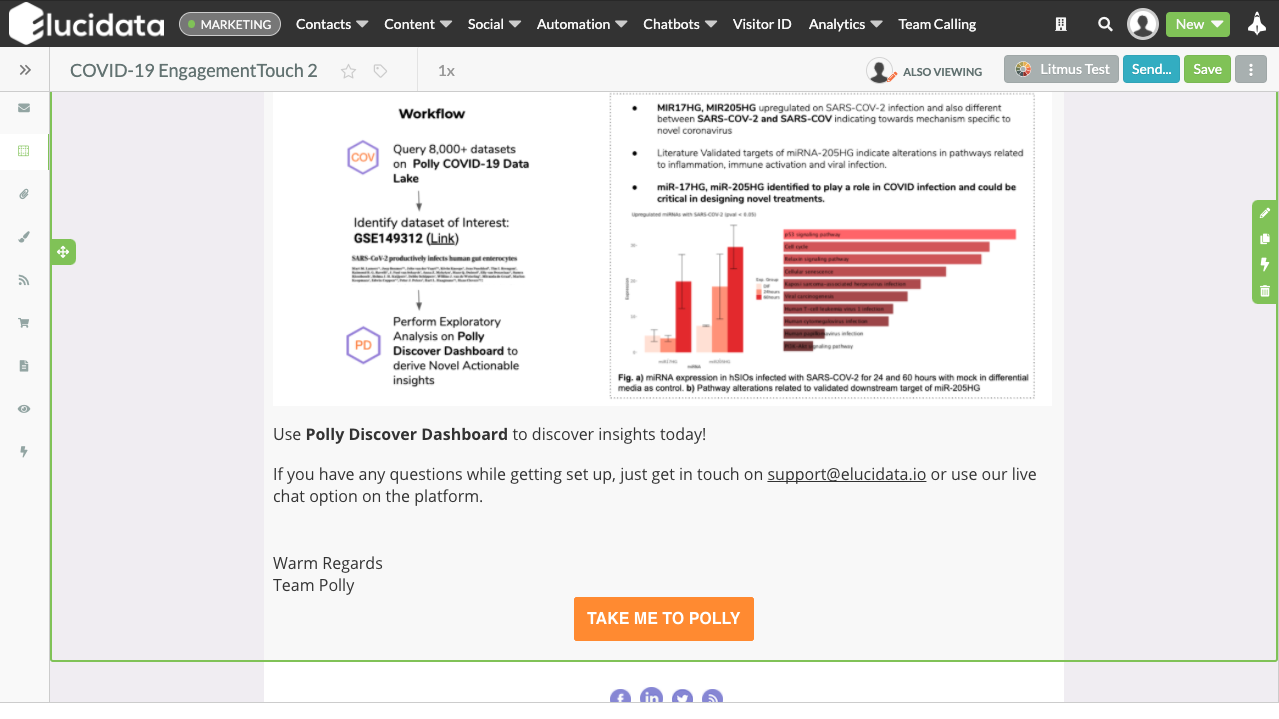 elucidata
MARKETING
Contacts
Content
Social
Automation
Chatbots
Visitor ID
Analytics
Team Calling
New
COVID-19 EngagementTouch 2
1x
ALSO VIEWING
Litmus Test
Send...
Save
Workflow
COV
Query 8,000+ datasets
on Polly COVID-19 Data
Lake
Identify dataset of Interest:
GSE149312 (Link)
SARS-CoV-2 productively infects human gut enterocytes
PD
Perform Exploratory
Analysis on Polly
Discover Dashboard to
derive Novel Actionable
insights
• MIR17HG, MIR205HG upregulated on SARS-COV-2 infection and also different
between SARS-COV-2 and SARS-COV indicating towards mechanism specific to
novel coronavirus
• Literature Validated targets of miRNA-205HG indicate alterations in pathways related
to inflammation, immune activation and viral infection.
• miR-17HG, miR-205HG identified to play a role in COVID infection and could be
critical in designing novel treatments.
Upregulated miRNAs with SARS-COV-2 (pval < 0.05)
Expression
30
20
10
0
miRNA
Exp. Group
24hours
60hours
p53 signaling pathway
Cell cycle
Relaxin signaling pathway
Cellular senescence
Kaposi sarcoma-associated herpesvirus infection
Viral carcinogenesis
Human T-cell leukemia virus 1 infection
Human cytomegalovirus infection
Human papillomavirus infection
PI3K-Akt signaling pathway
Fig. a) miRNA expression in hSIOs infected with SARS-COV-2 for 24 and 60 hours with mock in differential
media as control. b) Pathway alterations related to validated downstream target of miR-205HG
Use Polly Discover Dashboard to discover insights today!
If you have any questions while getting set up, just get in touch on support@elucidata.io or use our live
chat option on the platform.
Warm Regards
Team Polly
TAKE ME TO POLLY